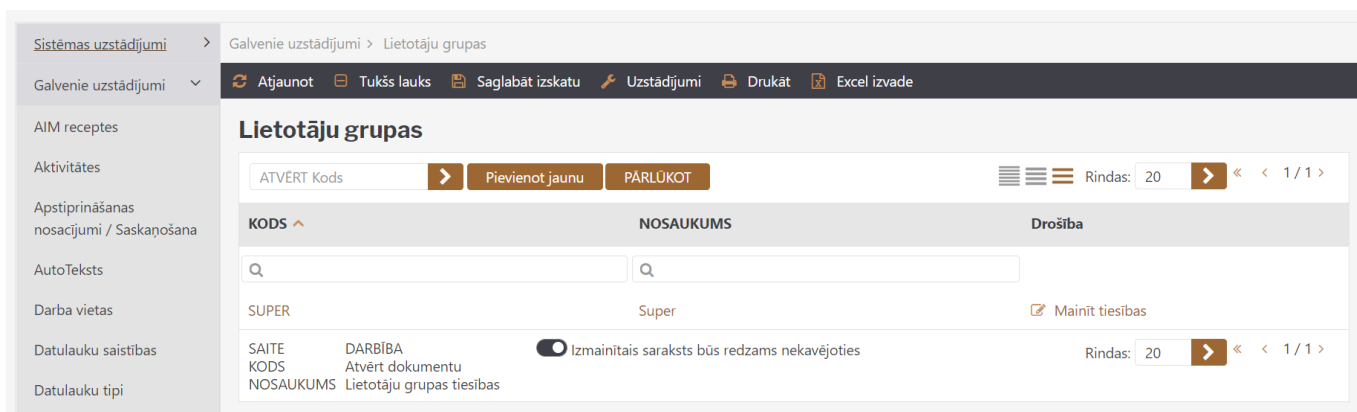 Sistēmas uzstādījumi
Galvenie uzstādījumi > Lietotāju grupas
Galvenie uzstādījumi
Atjaunot Tukšs lauks Saglabāt izskatu Uzstādījumi Drukāt Excel izvade
AIM receptes
Lietotāju grupas
Aktivitātes
ATVĒRT Kods Pievienot jaunu PĀRLŪKOT Rindas: 20 « < 1 / 1 >
Apstiprināšanas
nosacījumi / Saskaņošana
KODS NOSAUKUMS Drošība
AutoTeksts
Darba vietas
SUPER Super Mainīt tiesības
Datulauku saistības
SAITE DARBĪBA Izmainītais saraksts būs redzams nekavējoties Rindas: 20 « < 1 / 1 >
KODS Atvērt dokumentu
NOSAUKUMS Lietotāju grupas tiesības
Datulauku tipi